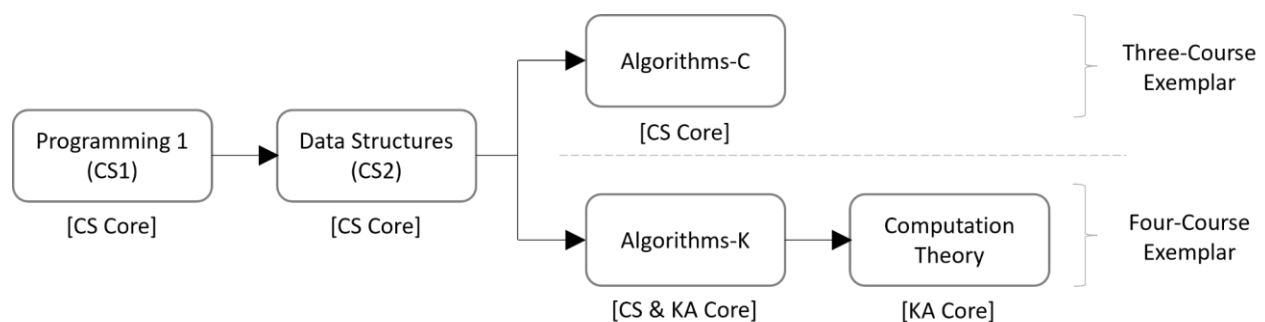 Programming 1
(CS1)
[CS Core]
Data Structures
(CS2)
[CS Core]
Algorithms-C
[CS Core]
Three-Course
Exemplar
Algorithms-K
[CS & KA Core]
Computation
Theory
[KA Core]
Four-Course
Exemplar